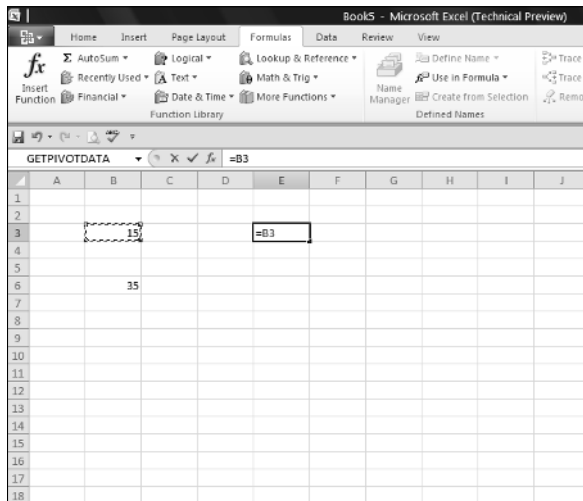 Book5 - Microsoft Excel (Technical Preview)
Home Insert Page Layout Formulas Data Review View
fx Insert Function
Σ AutoSum
Recently Used
Financial
Logical
Text
Date & Time
Lookup & Reference
Math & Trig
More Functions
Function Library
Name Manager
Define Name
Use in Formula
Create from Selection
Defined Names
Trace
Trace
Remo
GETPIVOTDATA fx =B3
A B C D E F G H I J
1
2
3 15 =B3
4
5
6 35
7
8
9
10
11
12
13
14
15
16
17
18